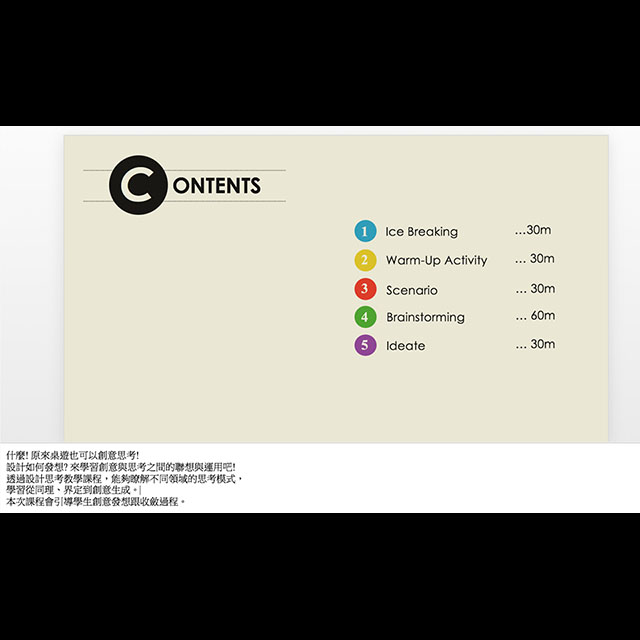 CONTENTS
1 Ice Breaking ...30m
2 Warm-Up Activity ... 30m
3 Scenario ... 30m
4 Brainstorming ... 60m
5 Ideate ... 30m
什麼! 原來桌遊也可以創意思考!
設計如何發想? 來學習創意與思考之間的聯想與運用吧!
透過設計思考教學課程，能夠瞭解不同領域的思考模式，
學習從同理、界定到創意生成。
本次課程會引導學生創意發想跟收斂過程。